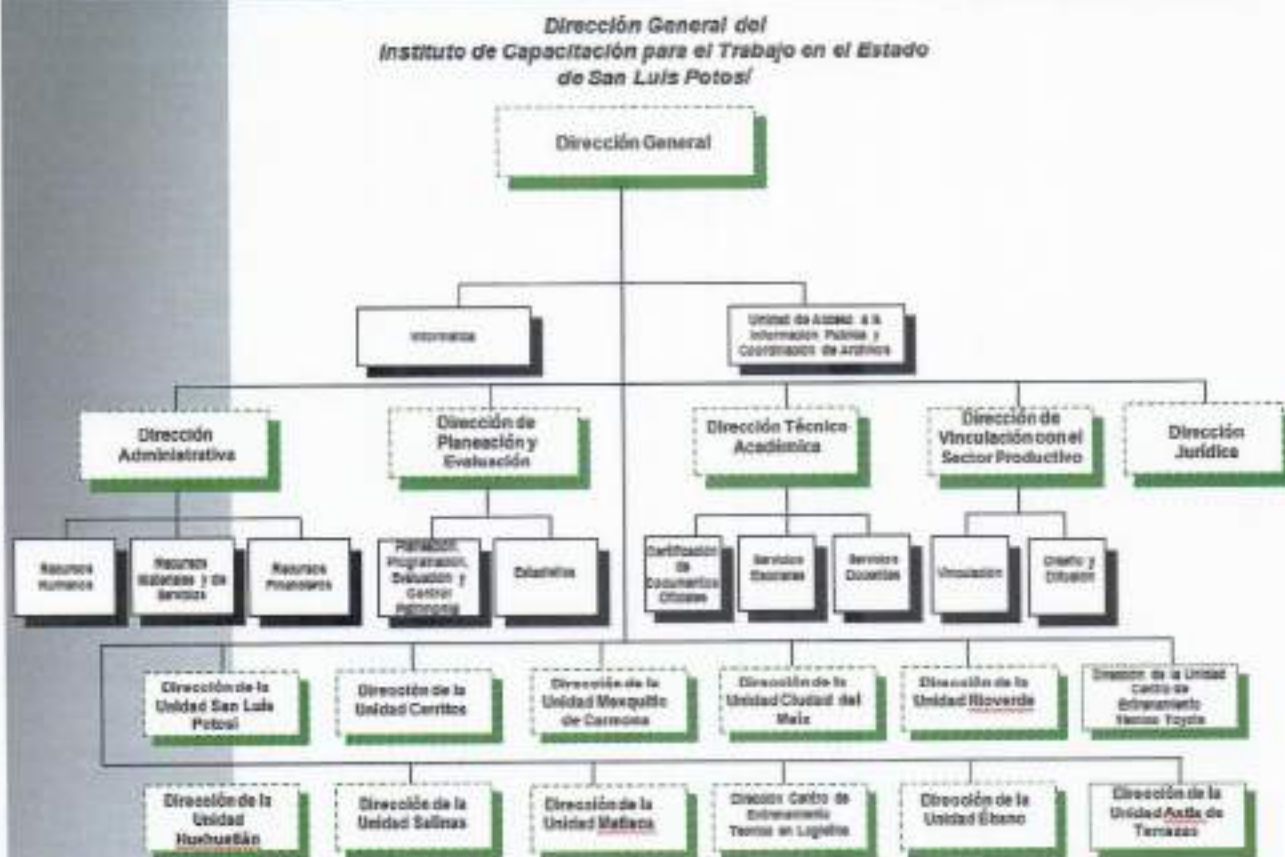 Dirección General del
Instituto de Capacitación para el Trabajo en el Estado
de San Luis Potosí
Dirección General
Informática
Unidad de Acceso a la
Información Pública y
Coordinación de Archivos
Dirección
Administrativa
Dirección de
Planeación y
Evaluación
Dirección Técnico
Académica
Dirección de
Vinculación con el
Sector Productivo
Dirección
Jurídica
Recursos
Humanos
Recursos
Materiales y de
Servicios
Recursos
Financieros
Planeación,
Programación,
Evaluación y
Control
Estadística
Certificación
de
Documentos
Oficiales
Servicios
Escolares
Servicios
Docentes
Vinculación
Diseño y
Difusión
Dirección de la
Unidad San Luis
Potosí
Dirección de la
Unidad Cerritos
Dirección de la
Unidad Mexquitic
de Carmona
Dirección de la
Unidad Ciudad del
Maíz
Dirección de la
Unidad Rioverde
Dirección de la Unidad
Centro de
Entrenamiento
Técnico Toyota
Dirección de la
Unidad
Huehuetlán
Dirección de la
Unidad Salinas
Dirección de la
Unidad Matlapa
Dirección Centro de
Entrenamiento
Técnico en Logística
Dirección de la
Unidad Ébano
Dirección de la
Unidad Axtla de
Terrazas